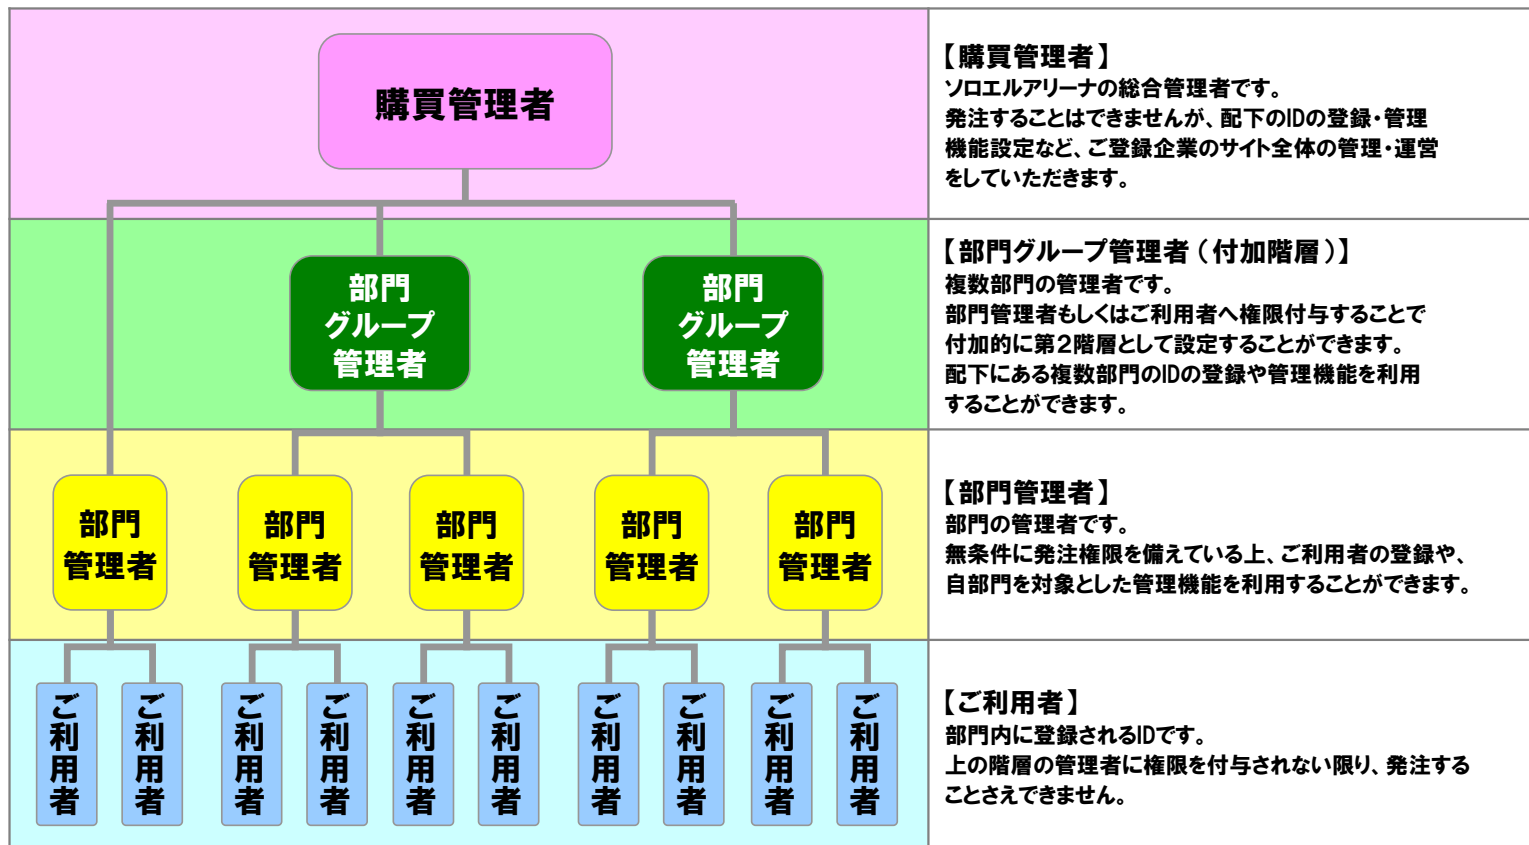 購買管理者
【購買管理者】
ソロエルアリーナの総合管理者です。
発注することはできませんが、配下のIDの登録・管理
機能設定など、ご登録企業のサイト全体の管理・運営
をしていただきます。
部門
グループ
管理者
部門
グループ
管理者
【部門グループ管理者（付加階層）】
複数部門の管理者です。
部門管理者もしくはご利用者へ権限付与することで
付加的に第２階層として設定することができます。
配下にある複数部門のIDの登録や管理機能を利用
することができます。
部門
管理者
部門
管理者
部門
管理者
部門
管理者
部門
管理者
【部門管理者】
部門の管理者です。
無条件に発注権限を備えている上、ご利用者の登録や、
自部門を対象とした管理機能を利用することができます。
ご利用者
ご利用者
ご利用者
ご利用者
ご利用者
ご利用者
ご利用者
ご利用者
ご利用者
ご利用者
【ご利用者】
部門内に登録されるIDです。
上の階層の管理者に権限を付与されない限り、発注する
ことさえできません。